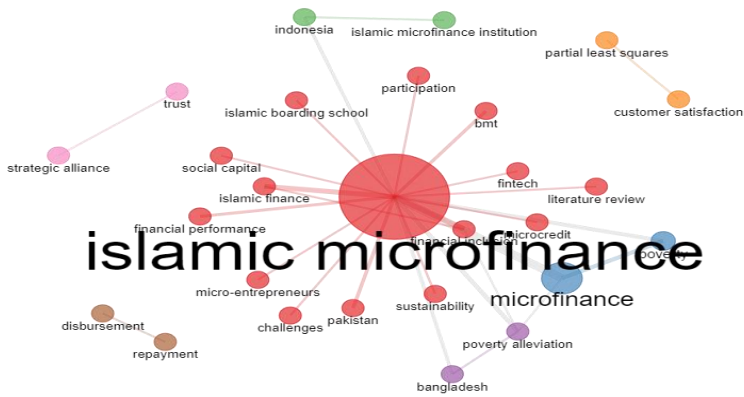 indonesia
islamic microfinance institution
partial least squares
participation
trust
islamic boarding school
customer satisfaction
bmt
strategic alliance
social capital
fintech
islamic finance
literature review
financial performance
microcredit
financial inclusion
islamic microfinance
poverty
micro-entrepreneurs
microfinance
sustainability
pakistan
disbursement
challenges
poverty alleviation
repayment
bangladesh